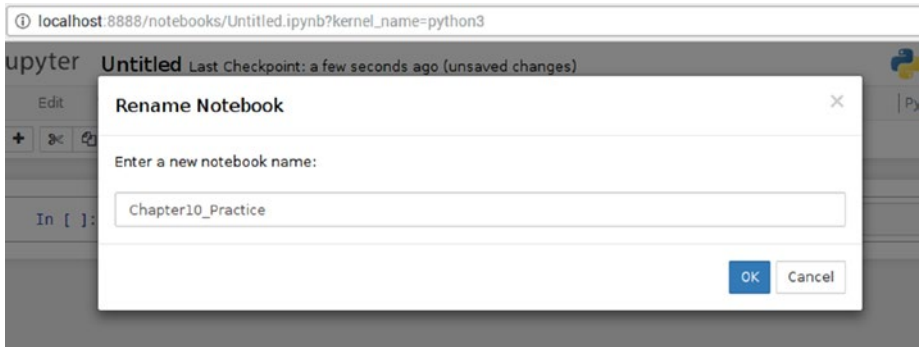 localhost:8888/notebooks/Untitled.ipynb?kernel_name=python3
upyter Untitled Last Checkpoint: a few seconds ago (unsaved changes)
Edit
Rename Notebook ×
Py
Enter a new notebook name:
Chapter10_Practice
In [ ]:
OK Cancel